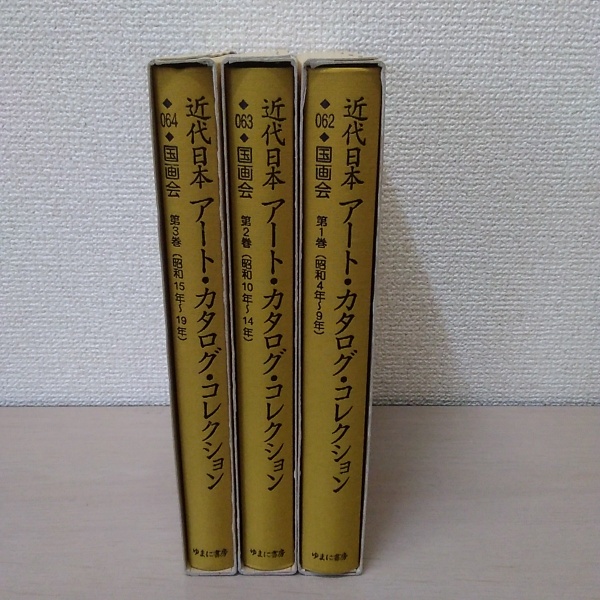 近代日本 アート・カタログ・コレクション
◆062◆ 国画会 第1巻(昭和4年～9年)
ゆまに書房
近代日本 アート・カタログ・コレクション
◆063◆ 国画会 第2巻(昭和10年～14年)
ゆまに書房
近代日本 アート・カタログ・コレクション
◆064◆ 国画会 第3巻(昭和15年～19年)
ゆまに書房